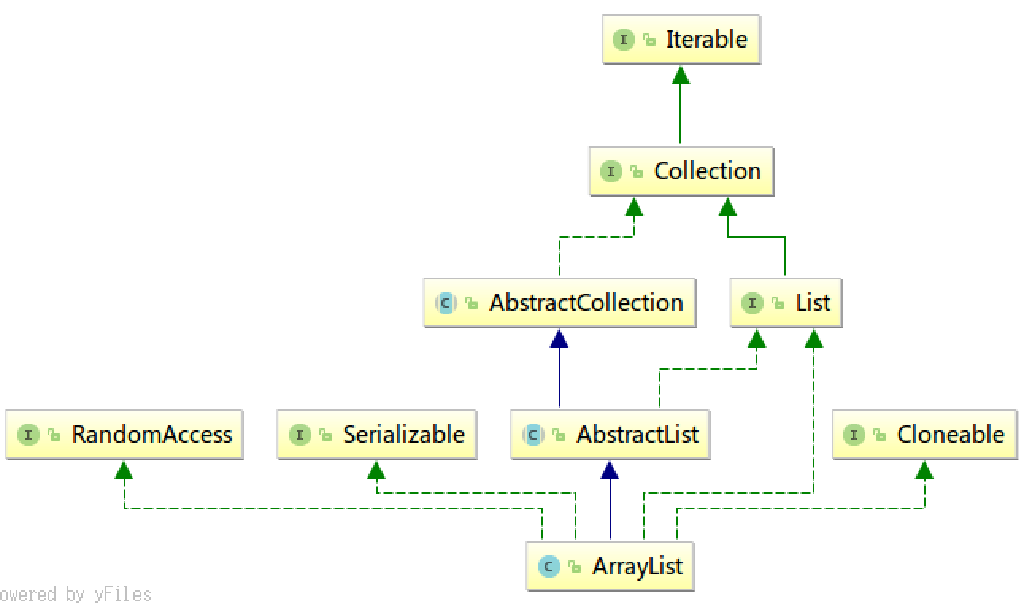 I Iterable
I Collection
C AbstractCollection
I List
I RandomAccess
I Serializable
C AbstractList
I Cloneable
C ArrayList
owered by yFiles